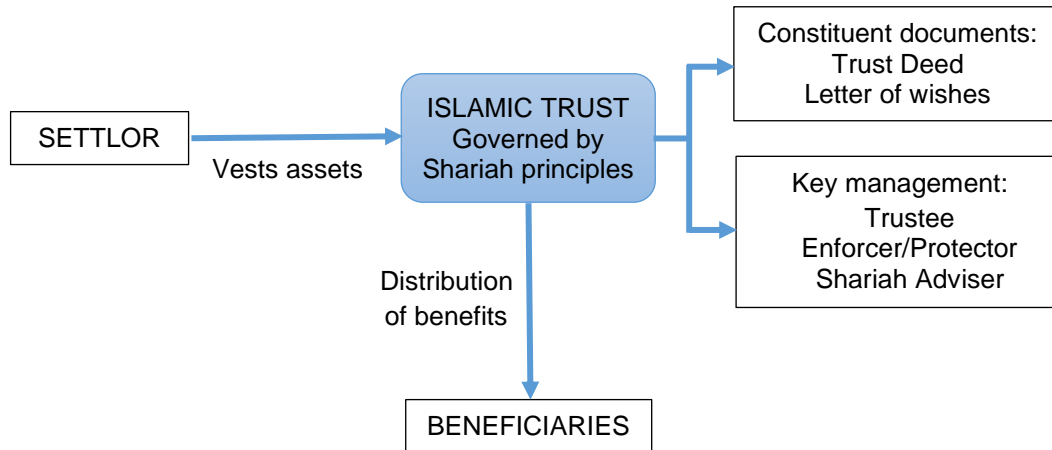 SETTLOR
Vests assets
ISLAMIC TRUST
Governed by
Shariah principles
Constituent documents:
Trust Deed
Letter of wishes
Key management:
Trustee
Enforcer/Protector
Shariah Adviser
Distribution
of benefits
BENEFICIARIES